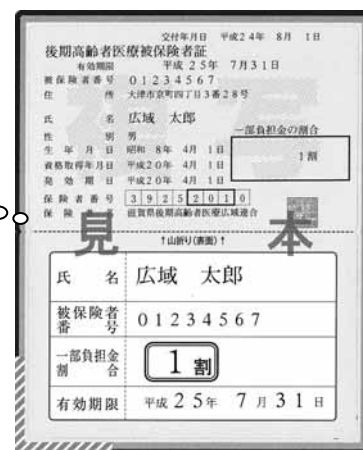 交付年月日 平成24年 8月 1日
後期高齢者医療被保険者証
有効期限 平成 25年 7月31日
被保険者番号 01234567
住所 大津市京町四丁目3番28号
氏名 広域 太郎
性別 男
一部負担金の割合
生年月日 昭和 8年 4月 1日
1割
資格取得年月日 平成20年 4月 1日
発効期日 平成20年 4月 1日
保険者番号 39252010
保険者名 滋賀県後期高齢者医療広域連合
見本
↑山折り(裏面)↑
氏名 広域 太郎
被保険者番号 01234567
一部負担金割合 1割
有効期限 平成 25年 7月31日